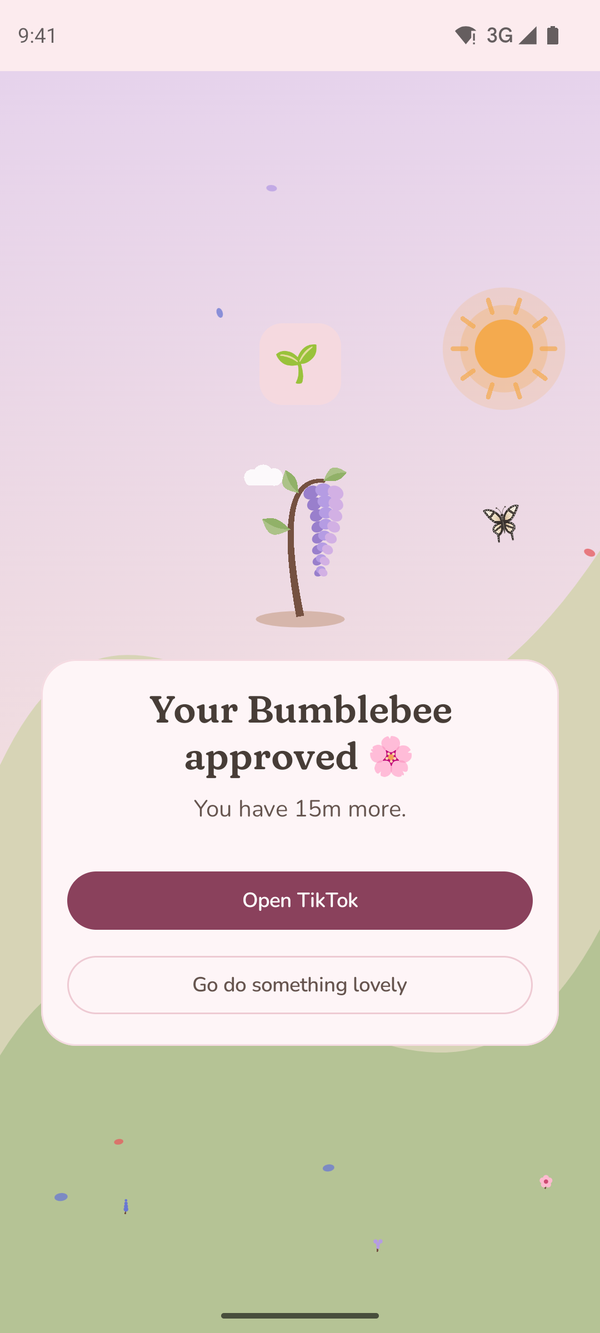 9:41
3G
Your Bumblebee
approved 🌸
You have 15m more.
Open TikTok
Go do something lovely